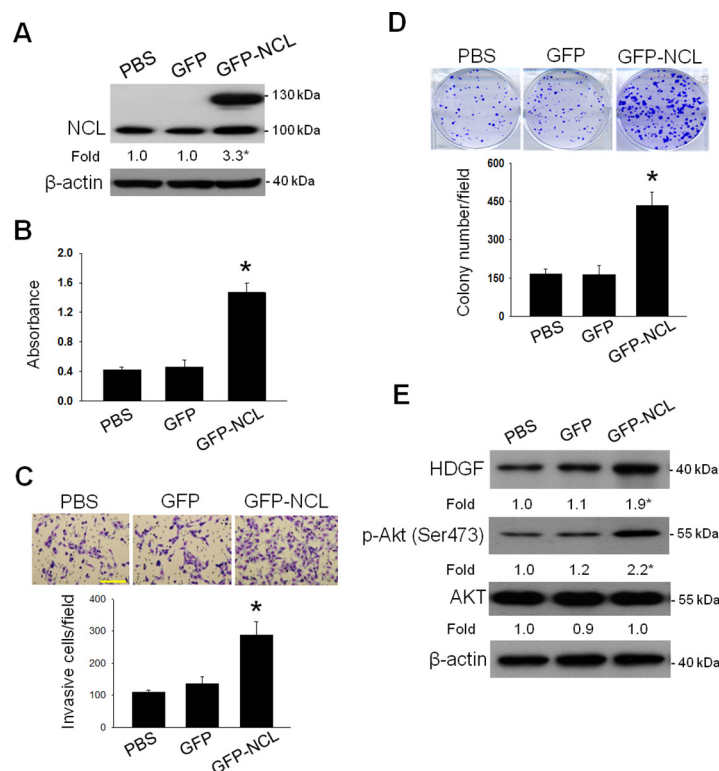 A
PBS GFP GFP-NCL
- 130 kDa
NCL
- 100 kDa
Fold 1.0 1.0 3.3*
β-actin - 40 kDa
B
2.0
1.6
1.2
0.8
0.4
0.0
Absorbance
*
PBS GFP GFP-NCL
C
PBS GFP GFP-NCL
400
300
200
100
0
Invasive cells/field
*
PBS GFP GFP-NCL
D
PBS GFP GFP-NCL
600
450
300
150
0
Colony number/field
*
PBS GFP GFP-NCL
E
PBS GFP GFP-NCL
HDGF - 40 kDa
Fold 1.0 1.1 1.9*
p-Akt (Ser473) - 55 kDa
Fold 1.0 1.2 2.2*
AKT - 55 kDa
Fold 1.0 0.9 1.0
β-actin - 40 kDa